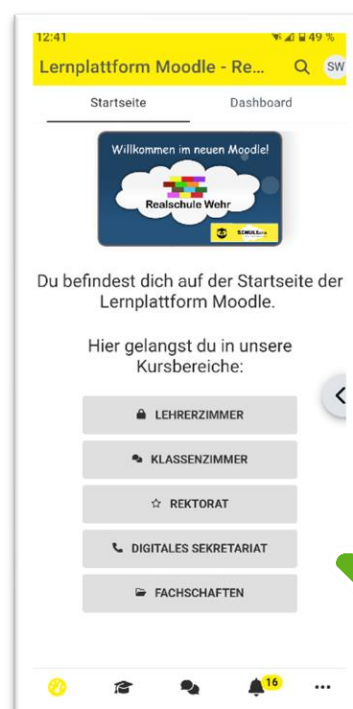 12:41
49 %
Lernplattform Moodle - Re...
SW
Startseite
Dashboard
Willkommen im neuen Moodle!
Realschule Wehr
Du befindest dich auf der Startseite der
Lernplattform Moodle.
Hier gelangst du in unsere
Kursbereiche:
LEHRERZIMMER
KLASSENZIMMER
REKTORAT
DIGITALES SEKRETARIAT
FACHSCHAFTEN
16